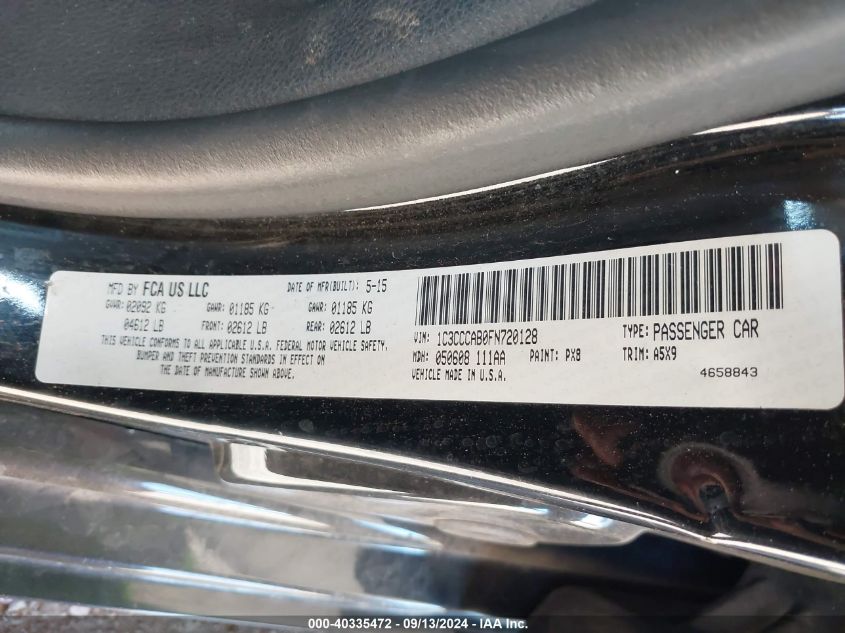 MFD BY FCA US LLC DATE OF MFR(BUILT): 5-15
GVWR: 02092 KG GAWR: 01185 KG GAWR: 01185 KG
04612 LB FRONT: 02612 LB REAR: 02612 LB
THIS VEHICLE CONFORMS TO ALL APPLICABLE U.S.A. FEDERAL MOTOR VEHICLE SAFETY,
BUMPER AND THEFT PREVENTION STANDARDS IN EFFECT ON
THE DATE OF MANUFACTURE SHOWN ABOVE.
VIN: 1C3CCCAB0FN720128 TYPE: PASSENGER CAR
MDH: 050608 111AA PAINT: PX8 TRIM: A5X9
VEHICLE MADE IN U.S.A. 4658843
000-40335472 - 09/13/2024 - IAA Inc.